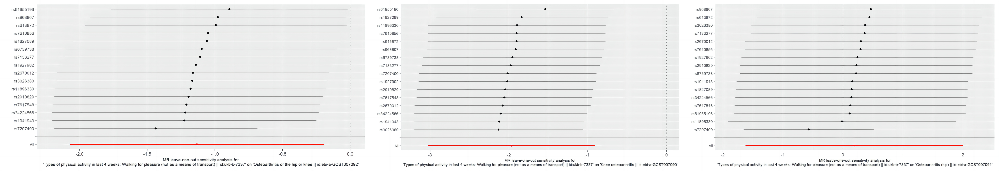 rs61955196
rs968807
rs613872
rs7610856
rs1827089
rs6739738
rs7133277
rs1927902
rs2670012
rs3026380
rs11896330
rs2910829
rs7617548
rs34224566
rs1941943
rs7207400
All
-2.0 -1.5 -1.0 -0.5 0.0
MR leave-one-out sensitivity analysis for
'Types of physical activity in last 4 weeks: Walking for pleasure (not as a means of transport) || id:ukb-b-7337' on 'Osteoarthritis of the hip or knee || id:ebi-a-GCST007092'
rs61955196
rs1827089
rs11896330
rs7610856
rs613872
rs968807
rs6739738
rs7133277
rs7207400
rs1927902
rs2910829
rs7617548
rs2670012
rs34224566
rs1941943
rs3026380
All
-3 -2 -1 0
MR leave-one-out sensitivity analysis for
'Types of physical activity in last 4 weeks: Walking for pleasure (not as a means of transport) || id:ukb-b-7337' on 'Knee osteoarthritis || id:ebi-a-GCST007090'
rs968807
rs613872
rs3026380
rs7133277
rs2670012
rs7610856
rs1927902
rs2910829
rs6739738
rs1941943
rs1827089
rs34224566
rs7617548
rs61955196
rs11896330
rs7207400
All
-2 -1 0 1 2
MR leave-one-out sensitivity analysis for
'Types of physical activity in last 4 weeks: Walking for pleasure (not as a means of transport) || id:ukb-b-7337' on 'Osteoarthritis (hip) || id:ebi-a-GCST007091'